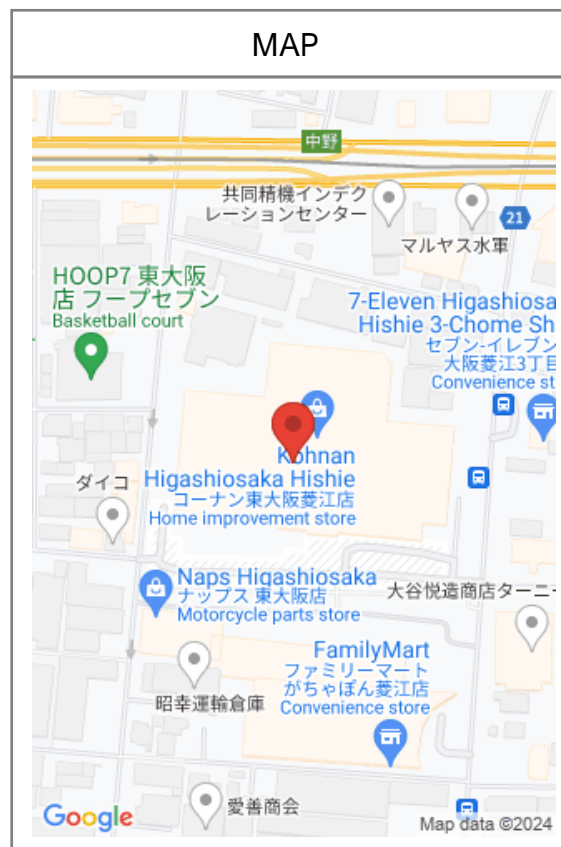 MAP
中野
共同精機インデク
レーションセンター
21
マルヤス水軍
HOOP7 東大阪
店 フープセブン
Basketball court
7-Eleven Higashiosa
Hishie 3-Chome Sh
セブン-イレブン
大阪菱江3丁目
Convenience st
Kohnan
Higashiosaka Hishie
コーナン東大阪菱江店
Home improvement store
ダイコ
Naps Higashiosaka
ナップス 東大阪店
Motorcycle parts store
大谷悦造商店ターニー
FamilyMart
ファミリーマート
がちゃぽん菱江店
Convenience store
昭幸運輸倉庫
愛善商会
Google
Map data ©2024